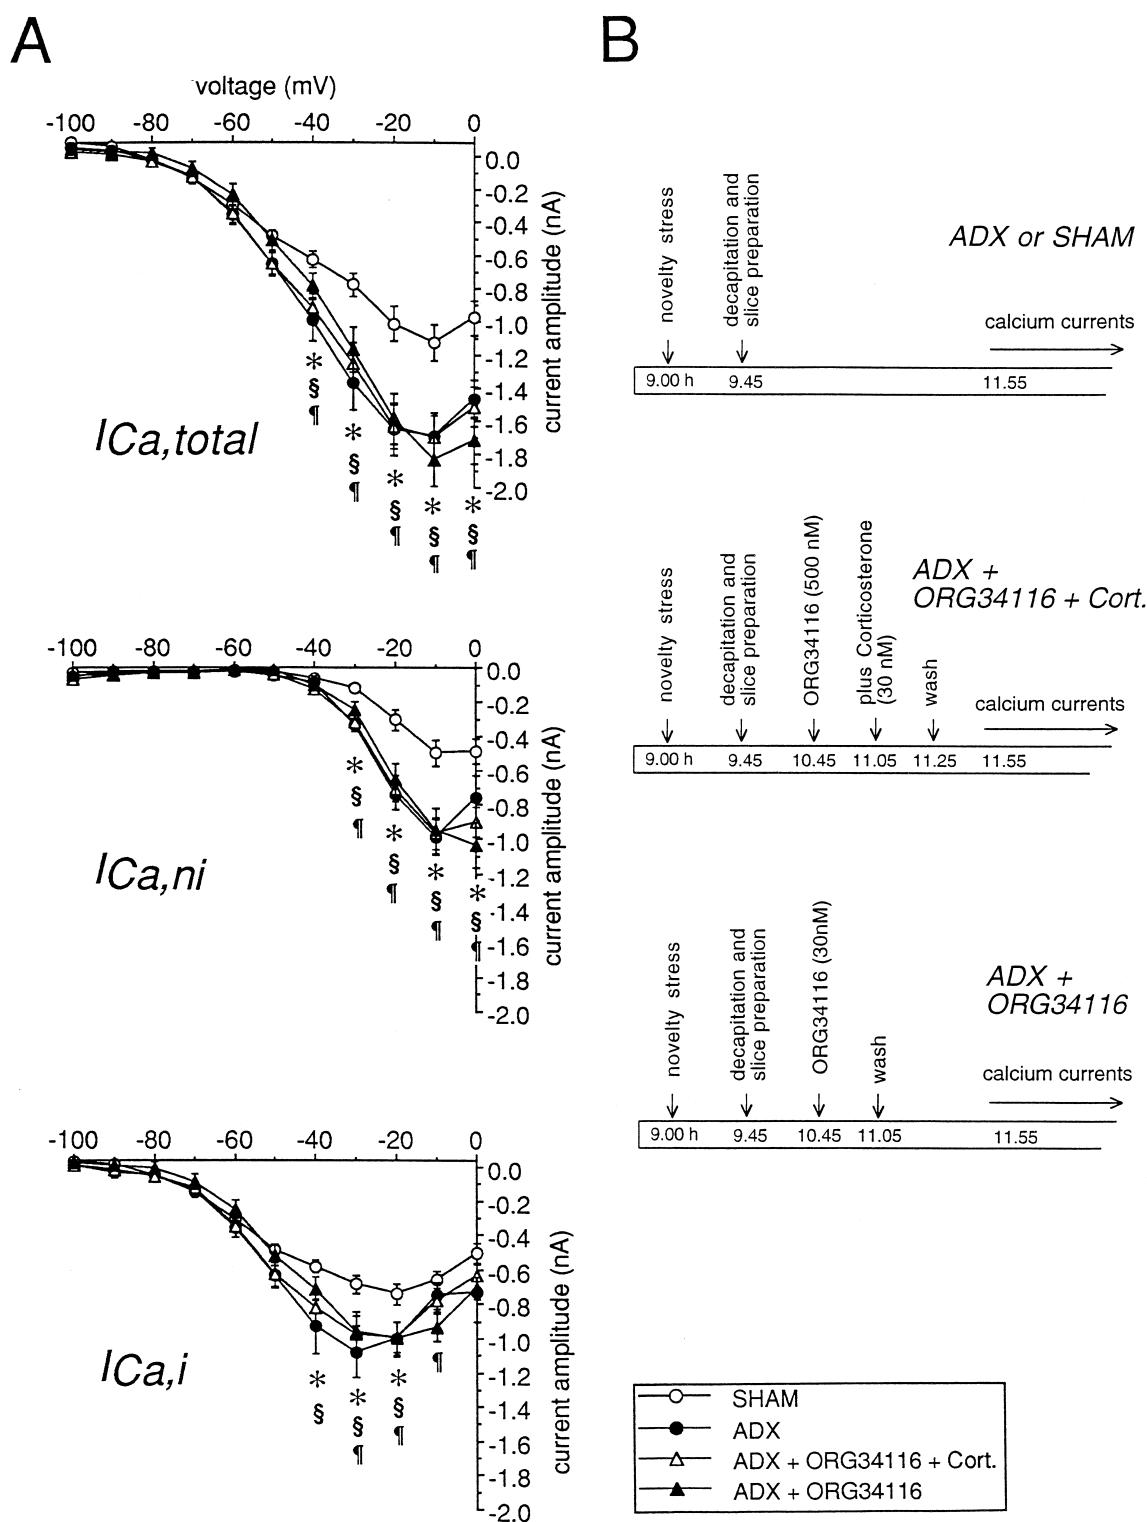 A
voltage (mV)
-100 -80 -60 -40 -20 0
0.0
-0.2
-0.4
-0.6
-0.8
-1.0
-1.2
-1.4
-1.6
-1.8
-2.0
current amplitude (nA)
* * * * *
§ § § § §
¶ ¶ ¶ ¶ ¶
ICa,total
-100 -80 -60 -40 -20 0
0.0
-0.2
-0.4
-0.6
-0.8
-1.0
-1.2
-1.4
-1.6
-1.8
-2.0
current amplitude (nA)
* * * *
§ § § §
¶ ¶ ¶ ¶
ICa,ni
-100 -80 -60 -40 -20 0
0.0
-0.2
-0.4
-0.6
-0.8
-1.0
-1.2
-1.4
-1.6
-1.8
-2.0
current amplitude (nA)
* * *
§ § §
¶ ¶ ¶
ICa,i
B
novelty stress
decapitation and
slice preparation
ADX or SHAM
calcium currents
9.00 h 9.45 11.55
novelty stress
decapitation and
slice preparation
ORG34116 (500 nM)
plus Corticosterone
(30 nM)
wash
ADX +
ORG34116 + Cort.
calcium currents
9.00 h 9.45 10.45 11.05 11.25 11.55
novelty stress
decapitation and
slice preparation
ORG34116 (30nM)
wash
ADX +
ORG34116
calcium currents
9.00 h 9.45 10.45 11.05 11.55
SHAM
ADX
ADX + ORG34116 + Cort.
ADX + ORG34116